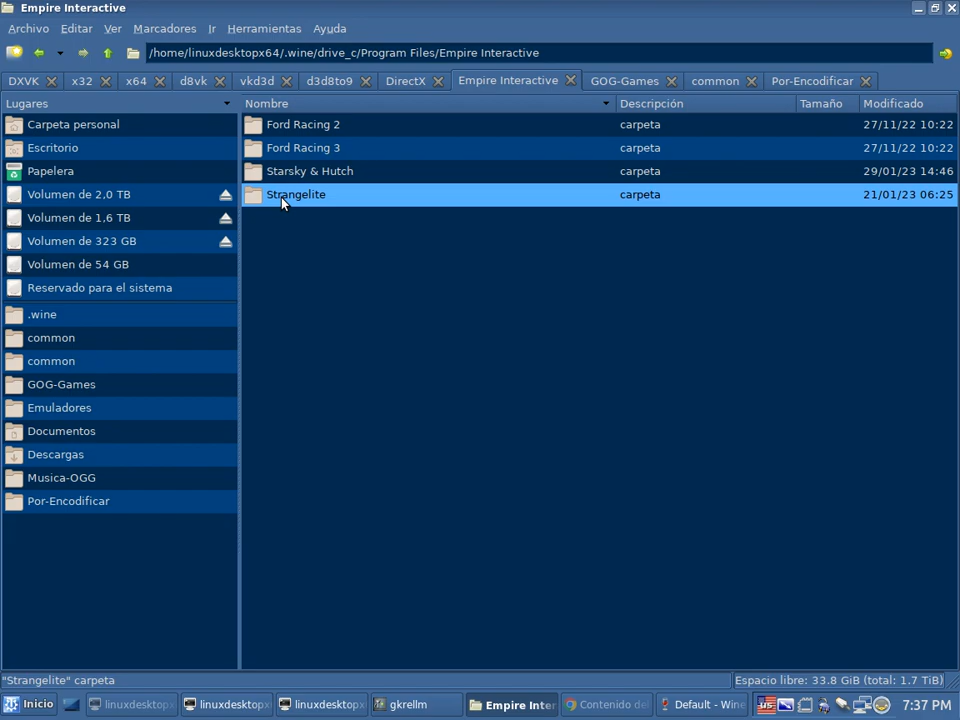 Empire Interactive
Archivo Editar Ver Marcadores Ir Herramientas Ayuda
/home/linuxdesktopx64/.wine/drive_c/Program Files/Empire Interactive
DXVK x32 x64 d8vk vkd3d d3d8to9 DirectX Empire Interactive GOG-Games common Por-Encodificar
Lugares
Carpeta personal
Escritorio
Papelera
Volumen de 2,0 TB
Volumen de 1,6 TB
Volumen de 323 GB
Volumen de 54 GB
Reservado para el sistema
.wine
common
common
GOG-Games
Emuladores
Documentos
Descargas
Musica-OGG
Por-Encodificar
Nombre Descripción Tamaño Modificado
Ford Racing 2 carpeta 27/11/22 10:22
Ford Racing 3 carpeta 27/11/22 10:22
Starsky & Hutch carpeta 29/01/23 14:46
Strangelite carpeta 21/01/23 06:25
"Strangelite" carpeta Espacio libre: 33.8 GiB (total: 1.7 TiB)
Inicio linuxdesktop linuxdesktop linuxdesktop gkrellm Empire Inter Contenido de Default - Wine 7:37 PM